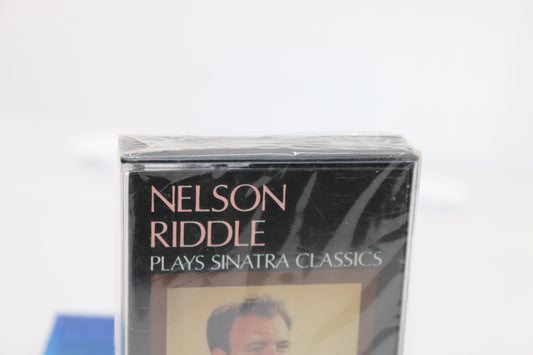 NELSON
RIDDLE
PLAYS SINATRA CLASSICS